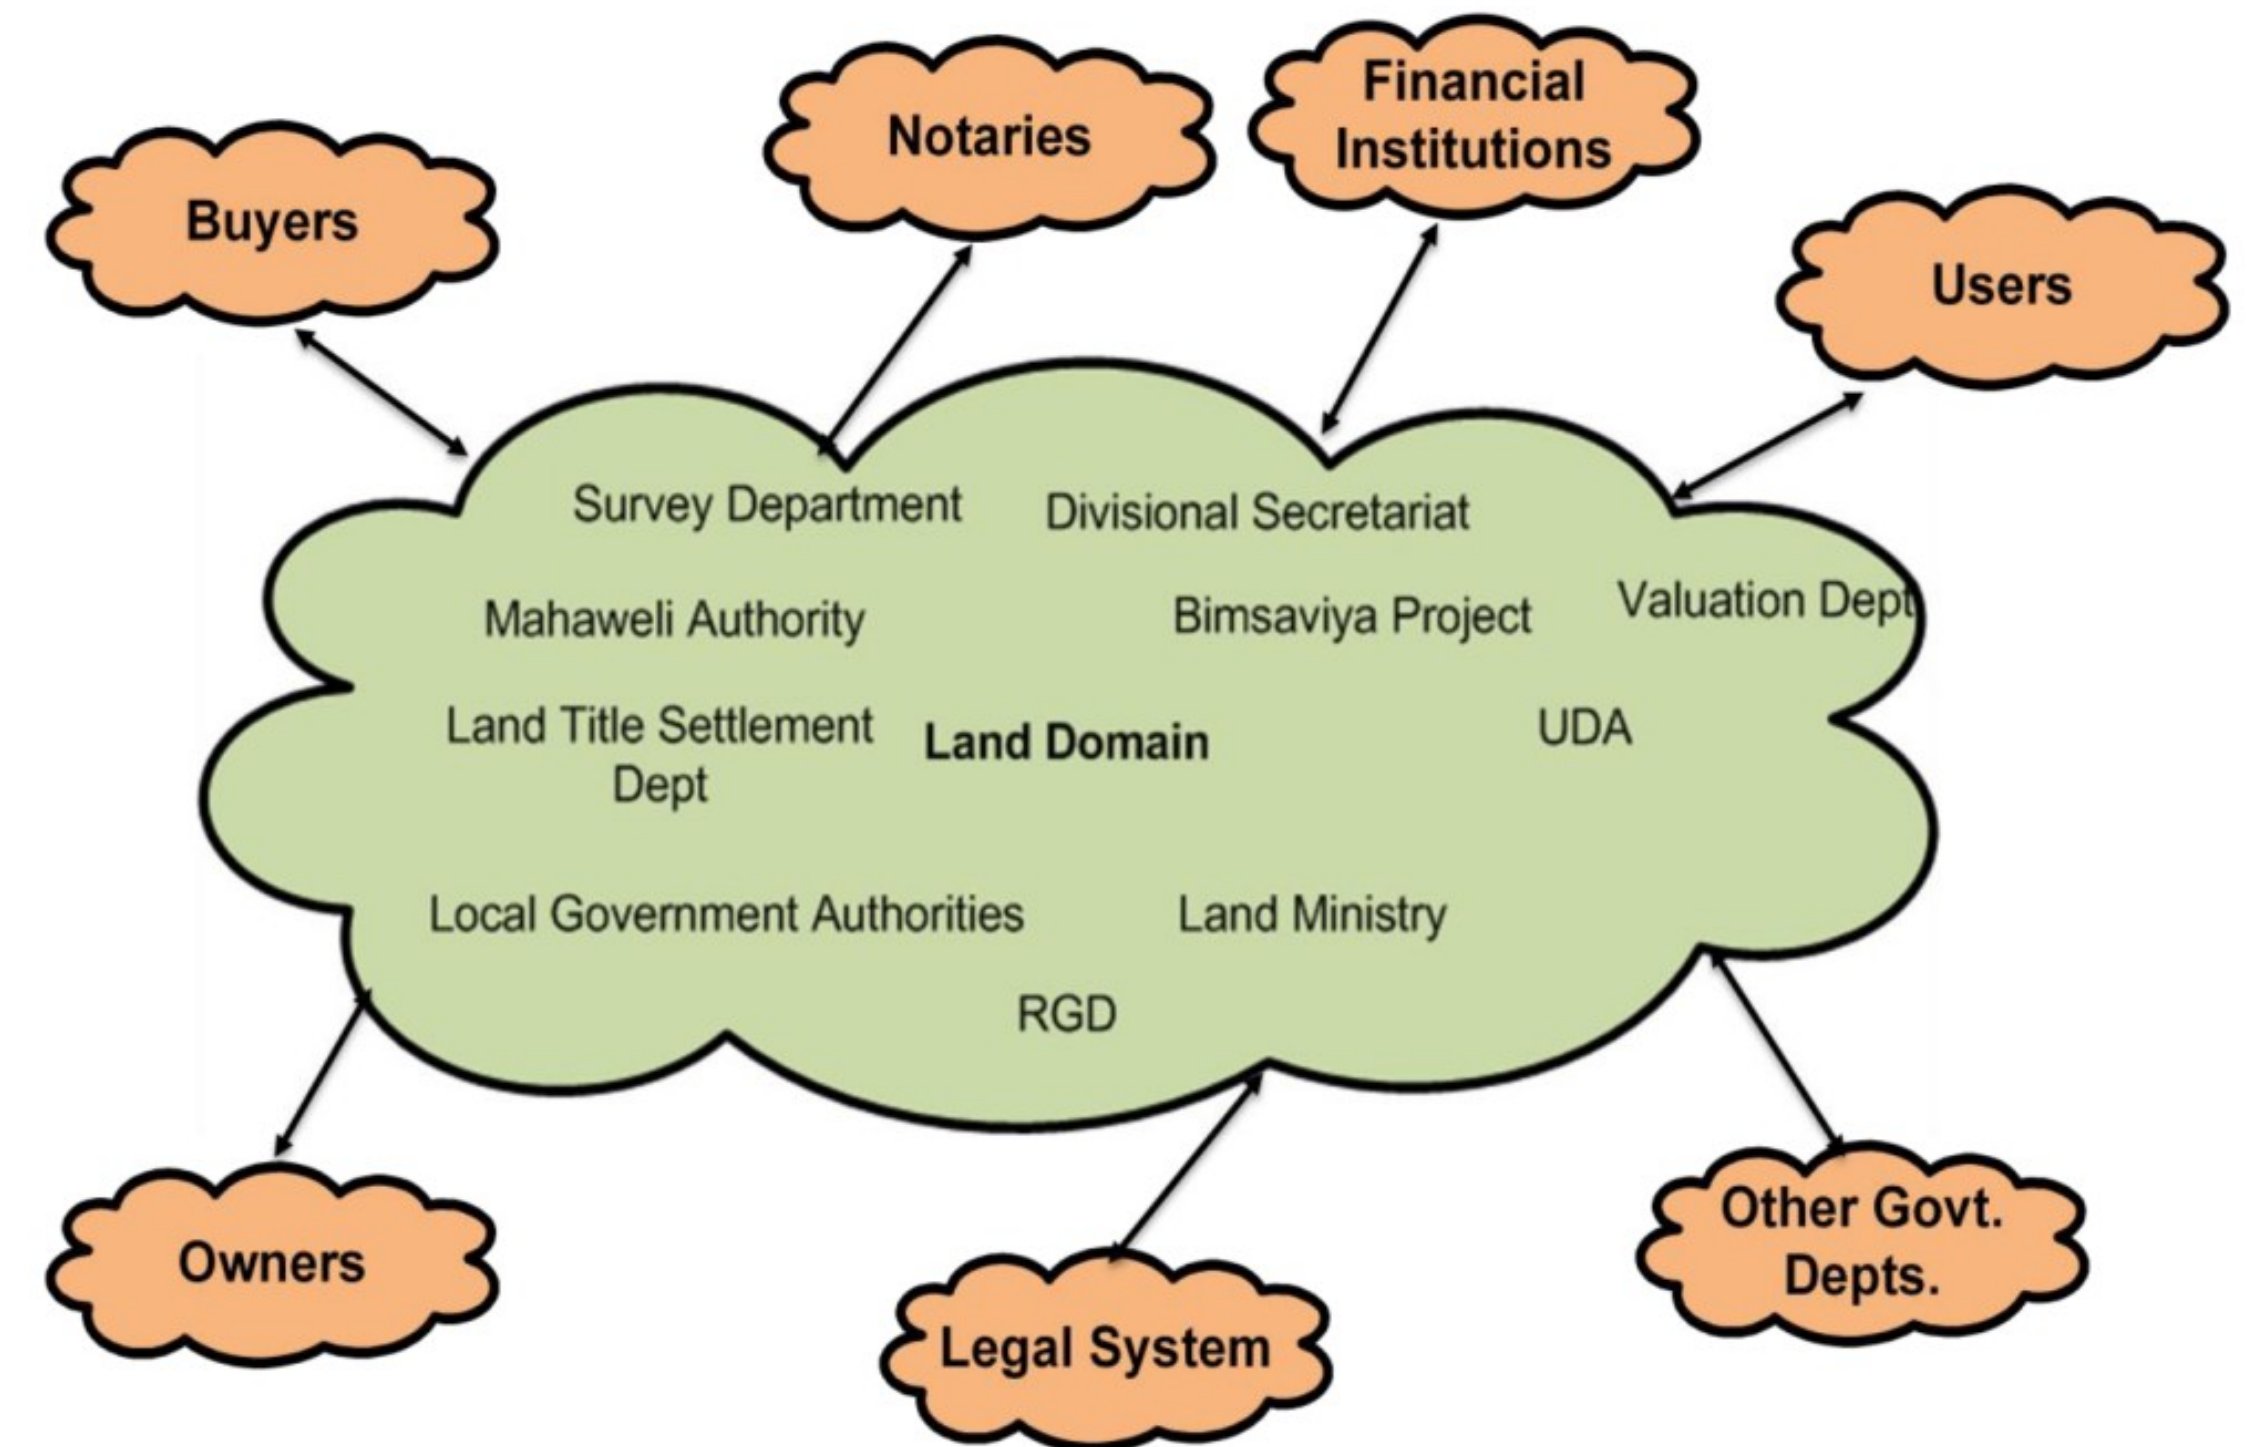 Financial
Institutions
Notaries
Buyers
Users
Survey Department
Divisional Secretariat
Mahaweli Authority
Bimsaviya Project
Valuation Dept
Land Title Settlement
Dept
Land Domain
UDA
Local Government Authorities
Land Ministry
RGD
Owners
Legal System
Other Govt.
Depts.